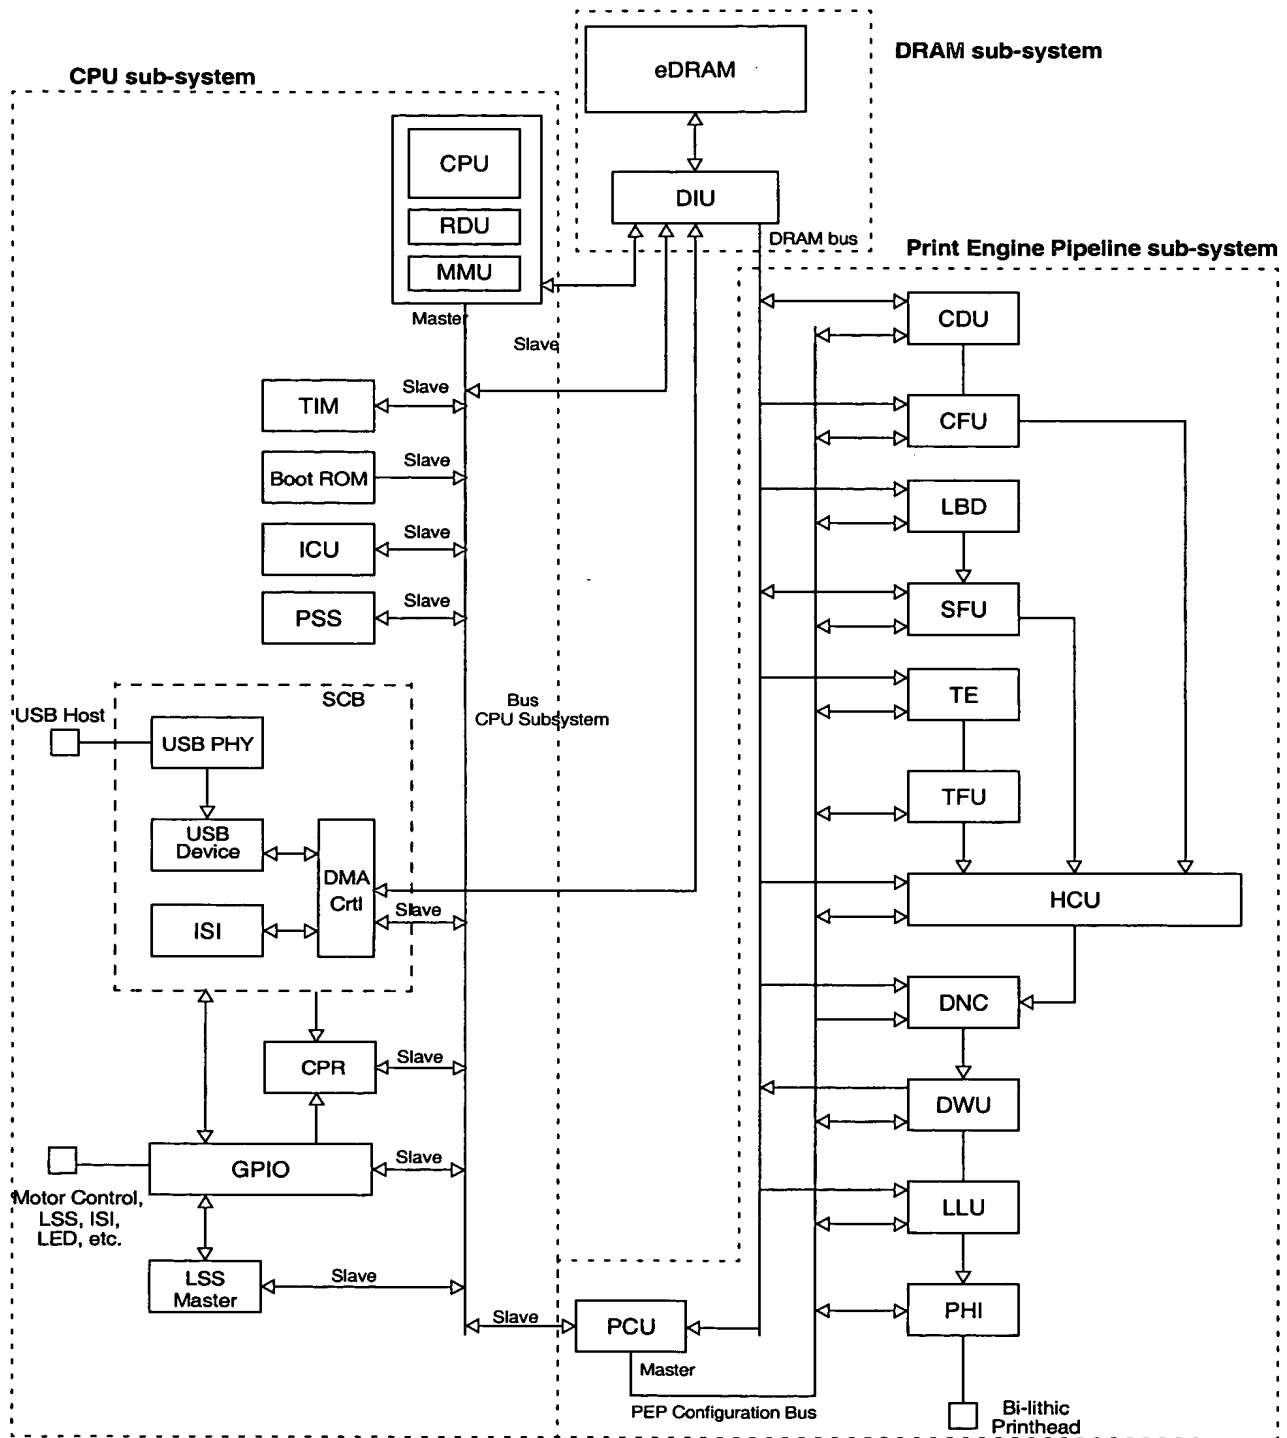 DRAM sub-system
eDRAM
CPU sub-system
CPU
DIU
RDU
DRAM bus
Print Engine Pipeline sub-system
MMU
Master
CDU
Slave
Slave
TIM
CFU
Slave
Boot ROM
LBD
Slave
ICU
Slave
PSS
SFU
SCB
TE
USB Host
Bus
CPU Subsystem
USB PHY
TFU
USB
Device
DMA
Crtl
HCU
Slave
ISI
DNC
CPR
Slave
DWU
GPIO
Slave
Motor Control,
LSS, ISI,
LED, etc.
LLU
LSS
Master
Slave
PHI
Slave
PCU
Master
PEP Configuration Bus
Bi-lithic
Printhead